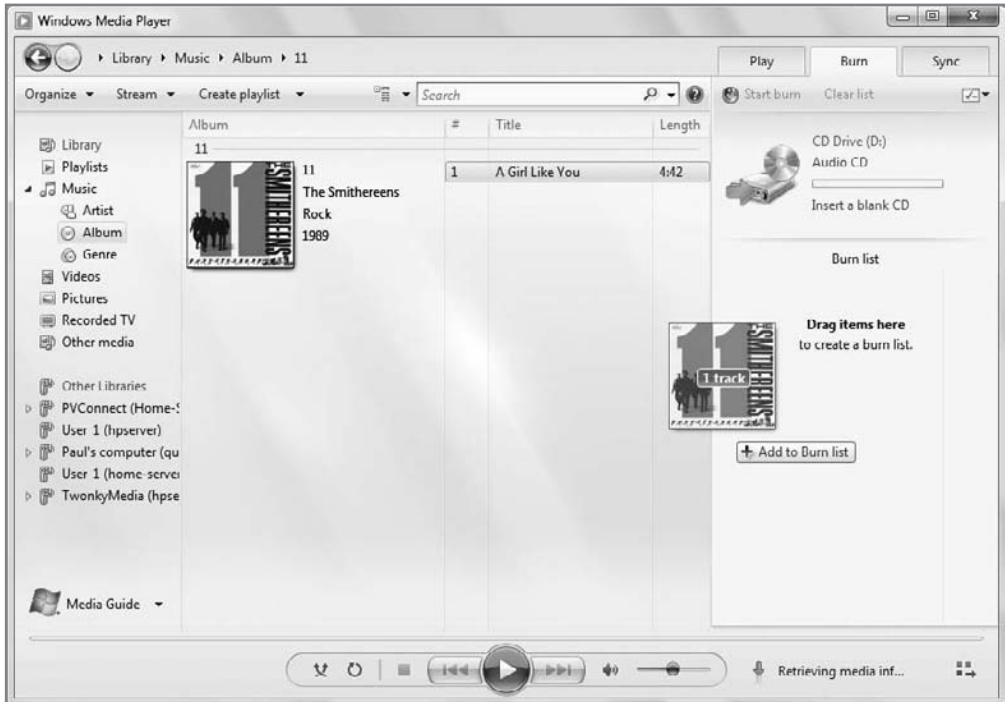 Windows Media Player
Library Music Album 11
Play Burn Sync
Organize Stream Create playlist Search
Start burn Clear list
Album # Title Length
11
Library
Playlists
Music
Artist
Album
Genre
Videos
Pictures
Recorded TV
Other media
Other Libraries
PVConnect (Home-S
User 1 (hpserver)
Paul's computer (qu
User 1 (home-server
TwonkyMedia (hpse
Media Guide
11
SMITHEREENS
11
The Smithereens
Rock
1989
1 A Girl Like You 4:42
CD Drive (D:)
Audio CD
Insert a blank CD
Burn list
Drag items here
to create a burn list.
11
SMITHEREENS
1 track
Add to Burn list
Retrieving media inf...